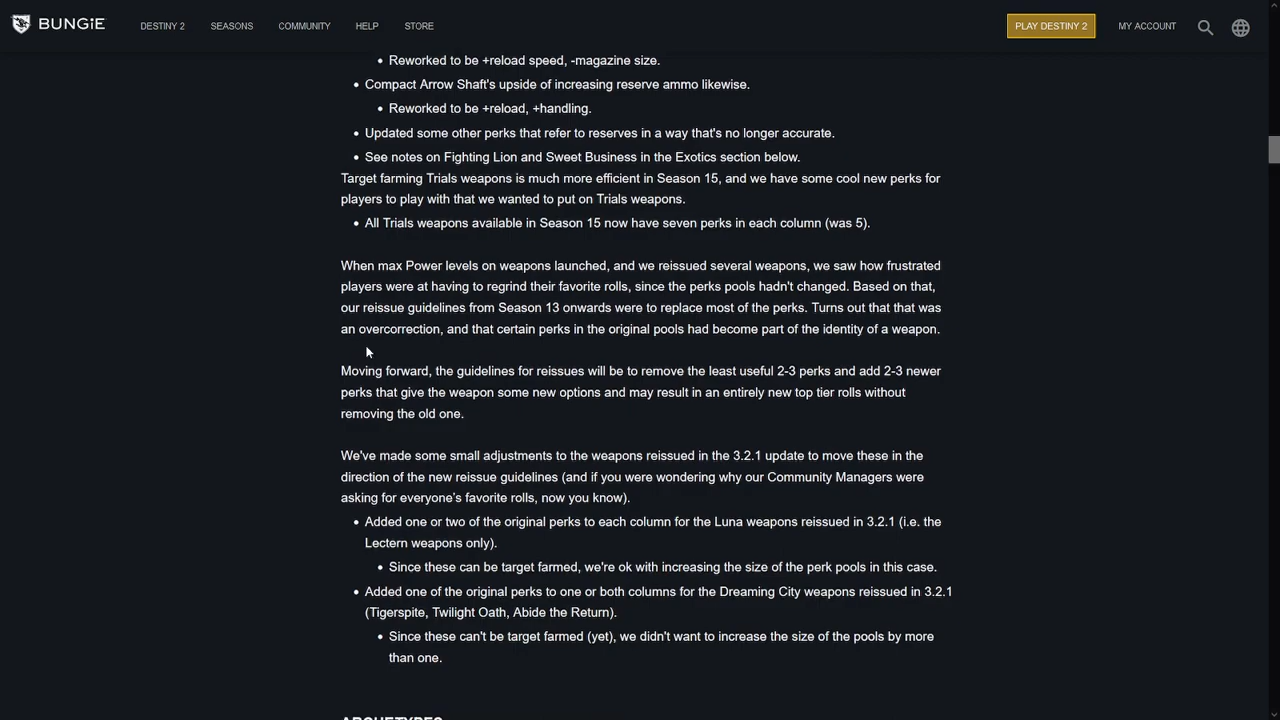 BUNGiE
DESTINY 2
SEASONS
COMMUNITY
HELP
STORE
PLAY DESTINY 2
MY ACCOUNT
• Reworked to be +reload speed, -magazine size.
• Compact Arrow Shaft's upside of increasing reserve ammo likewise.
• Reworked to be +reload, +handling.
• Updated some other perks that refer to reserves in a way that's no longer accurate.
• See notes on Fighting Lion and Sweet Business in the Exotics section below.
Target farming Trials weapons is much more efficient in Season 15, and we have some cool new perks for
players to play with that we wanted to put on Trials weapons.
• All Trials weapons available in Season 15 now have seven perks in each column (was 5).
When max Power levels on weapons launched, and we reissued several weapons, we saw how frustrated
players were at having to regrind their favorite rolls, since the perks pools hadn't changed. Based on that,
our reissue guidelines from Season 13 onwards were to replace most of the perks. Turns out that that was
an overcorrection, and that certain perks in the original pools had become part of the identity of a weapon.
Moving forward, the guidelines for reissues will be to remove the least useful 2-3 perks and add 2-3 newer
perks that give the weapon some new options and may result in an entirely new top tier rolls without
removing the old one.
We've made some small adjustments to the weapons reissued in the 3.2.1 update to move these in the
direction of the new reissue guidelines (and if you were wondering why our Community Managers were
asking for everyone's favorite rolls, now you know).
• Added one or two of the original perks to each column for the Luna weapons reissued in 3.2.1 (i.e. the
Lectern weapons only).
• Since these can be target farmed, we're ok with increasing the size of the perk pools in this case.
• Added one of the original perks to one or both columns for the Dreaming City weapons reissued in 3.2.1
(Tigerspite, Twilight Oath, Abide the Return).
• Since these can't be target farmed (yet), we didn't want to increase the size of the pools by more
than one.
ARCHETYPES